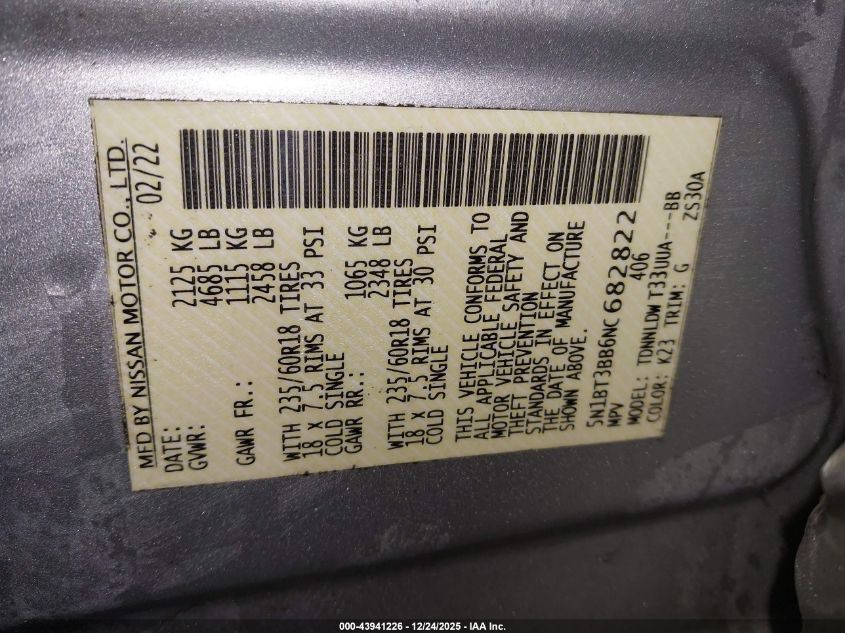 MFD BY NISSAN MOTOR CO., LTD.
DATE: 02/22
GVWR: 2125 KG
4685 LB
GAWR FR.: 1115 KG
2458 LB
WITH 235/60R18 TIRES
18 X 7.5 RIMS AT 33 PSI
COLD SINGLE
GAWR RR.: 1065 KG
2348 LB
WITH 235/60R18 TIRES
18 X 7.5 RIMS AT 30 PSI
COLD SINGLE
THIS VEHICLE CONFORMS TO
ALL APPLICABLE FEDERAL
MOTOR VEHICLE SAFETY AND
THEFT PREVENTION
STANDARDS IN EFFECT ON
THE DATE OF MANUFACTURE
SHOWN ABOVE.
5N1BT3BB6NC682822
MPV 406
MODEL: TDNNLDWT33UUA---BB
COLOR: K23 TRIM: G ZS30A
000-43941226 - 12/24/2025 - IAA Inc.